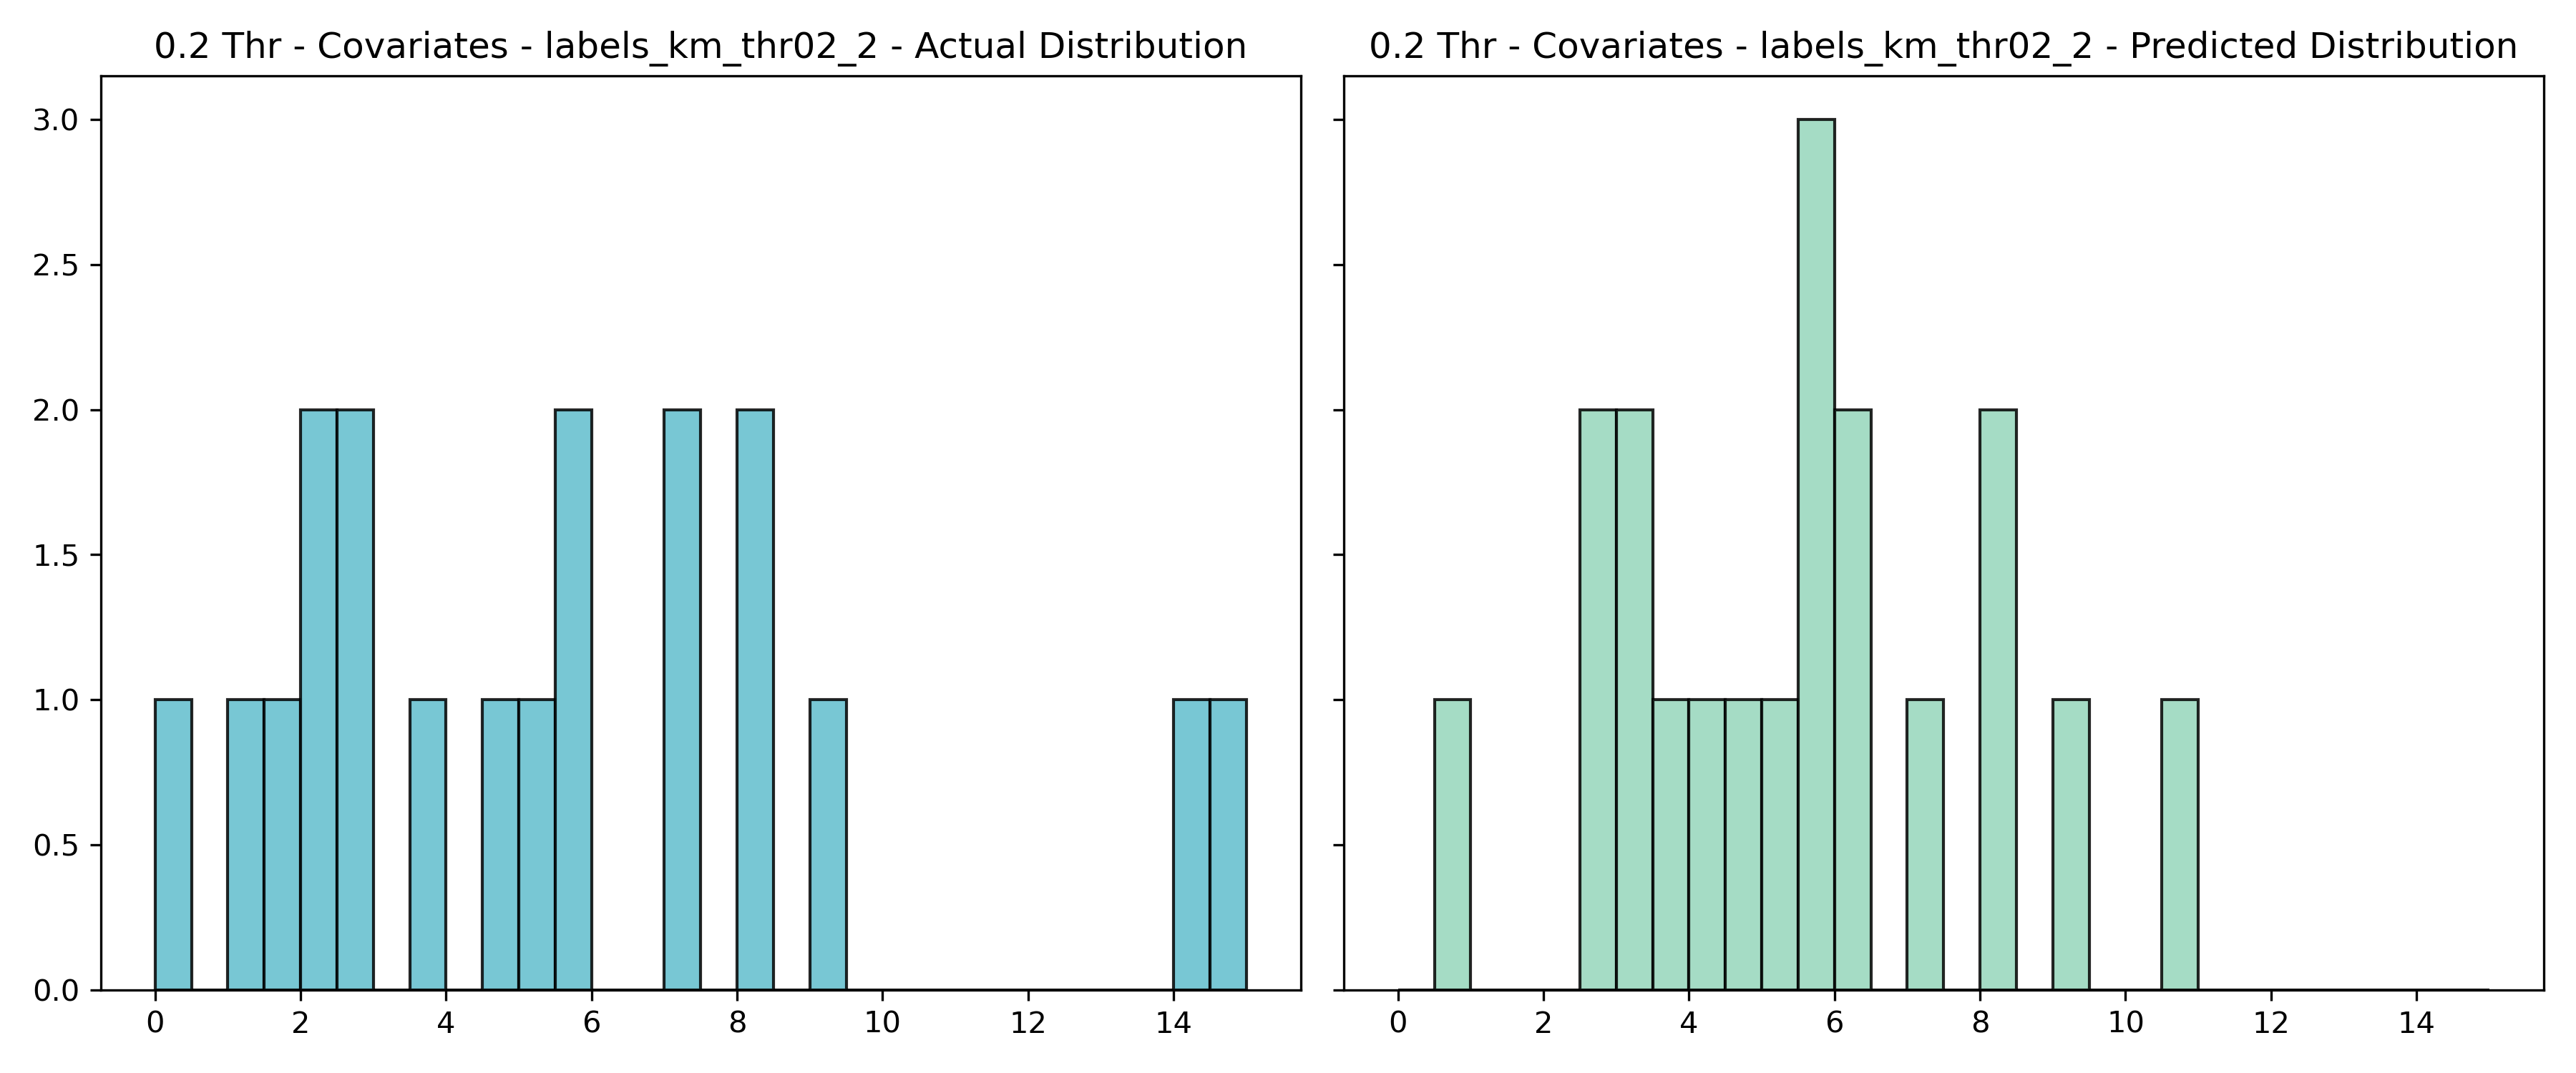 0.2 Thr - Covariates - labels_km_thr02_2 - Actual Distribution
3.0
2.5
2.0
1.5
1.0
0.5
0.0
0 2 4 6 8 10 12 14
0.2 Thr - Covariates - labels_km_thr02_2 - Predicted Distribution
0 2 4 6 8 10 12 14